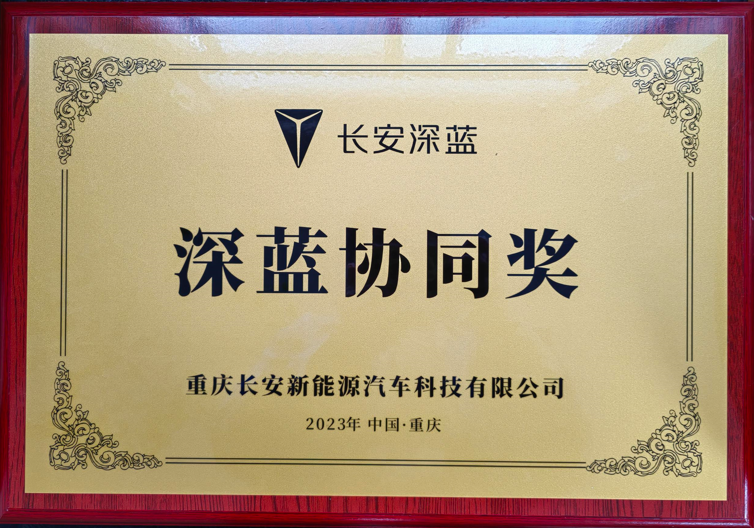 长安深蓝
深蓝协同奖
重庆长安新能源汽车科技有限公司
2023年 中国·重庆